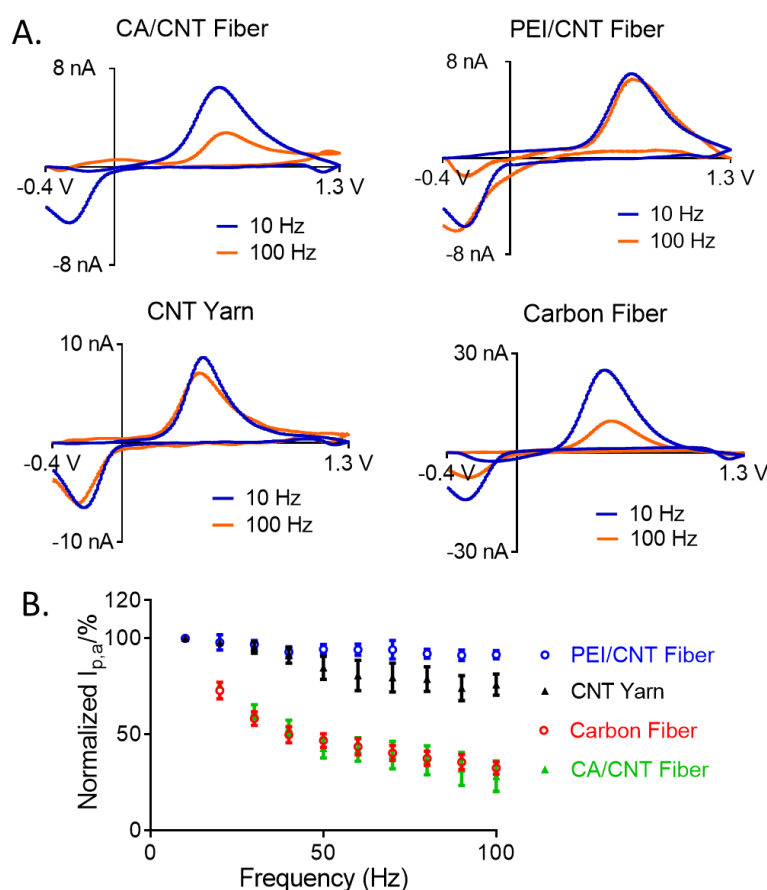 A.
CA/CNT Fiber
8 nA
-0.4 V
1.3 V
10 Hz
100 Hz
-8 nA
PEI/CNT Fiber
8 nA
-0.4 V
1.3 V
10 Hz
100 Hz
-8 nA
CNT Yarn
10 nA
-0.4 V
1.3 V
10 Hz
100 Hz
-10 nA
Carbon Fiber
30 nA
-0.4 V
1.3 V
10 Hz
100 Hz
-30 nA
B.
Normalized Ip,a/%
120
100
50
0
0
50
100
Frequency (Hz)
PEI/CNT Fiber
CNT Yarn
Carbon Fiber
CA/CNT Fiber